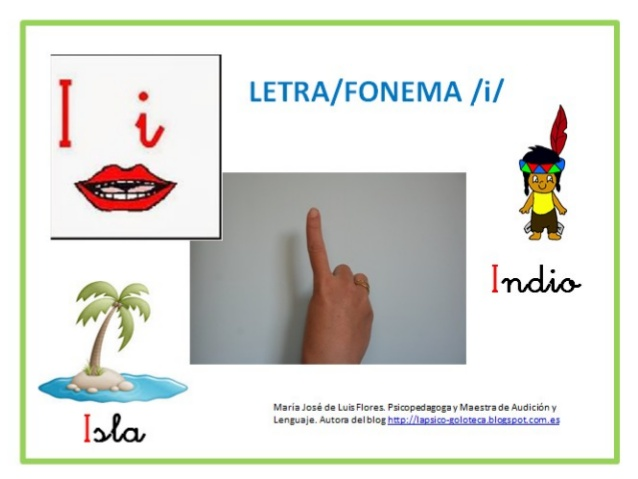 LETRA/FONEMA /i/
I i
Indio
Isla
María José de Luis Flores. Psicopedagoga y Maestra de Audición y
Lenguaje. Autora del blog http://lapsico-goloteca.blogspot.com.es